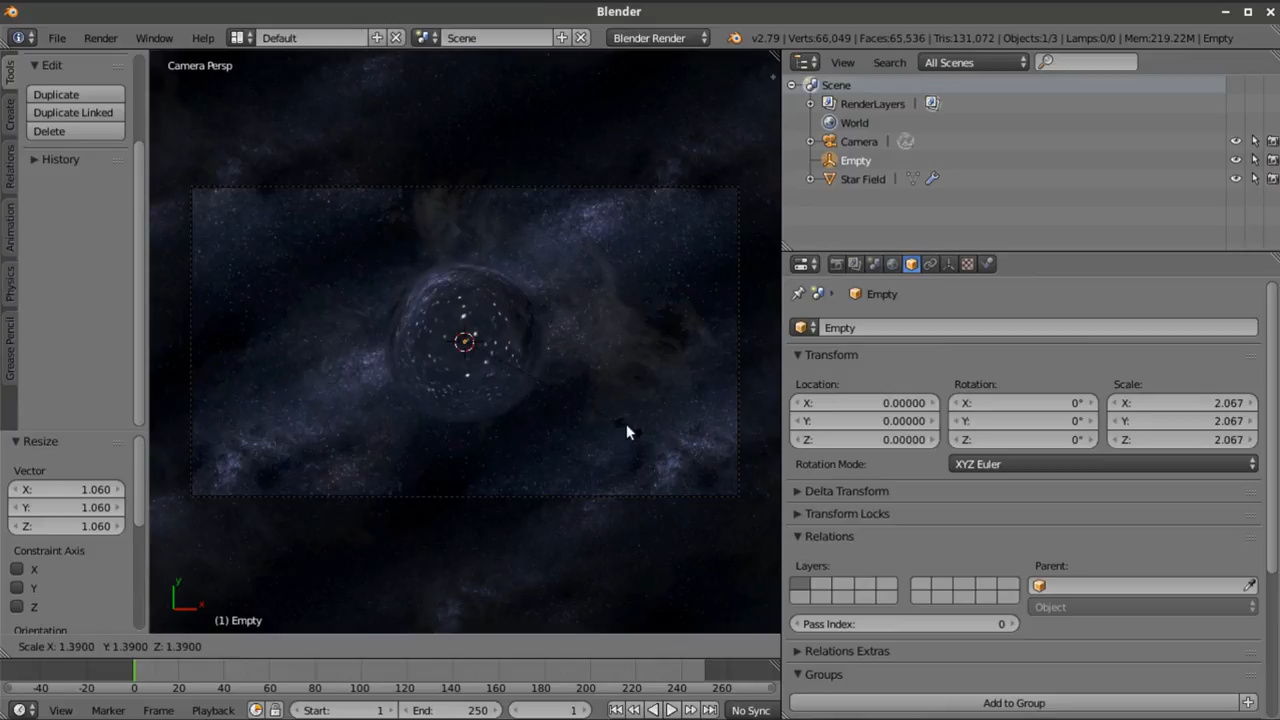 Blender
File Render Window Help Default Scene Blender Render v2.79 | Verts:66,049 | Faces:65,536 | Tris:131,072 | Objects:1/3 | Lamps:0/0 | Mem:219.22M | Empty
Tools
Create
Relations
Animation
Physics
Grease Pencil
Edit
Duplicate
Duplicate Linked
Delete
History
Resize
Vector
X: 1.060
Y: 1.060
Z: 1.060
Constraint Axis
X
Y
Z
Orientation
Camera Persp
y
x
(1) Empty
Scale X: 1.3900 Y: 1.3900 Z: 1.3900
View Search All Scenes
Scene
RenderLayers |
World
Camera |
Empty
Star Field |
Empty
Empty
Transform
Location: Rotation: Scale:
X: 0.00000 X: 0° X: 2.067
Y: 0.00000 Y: 0° Y: 2.067
Z: 0.00000 Z: 0° Z: 2.067
Rotation Mode: XYZ Euler
Delta Transform
Transform Locks
Relations
Layers: Parent:
Object
Pass Index: 0
Relations Extras
Groups
Add to Group
-40 -20 0 20 40 60 80 100 120 140 160 180 200 220 240 260
View Marker Frame Playback Start: 1 End: 250 1 No Sync